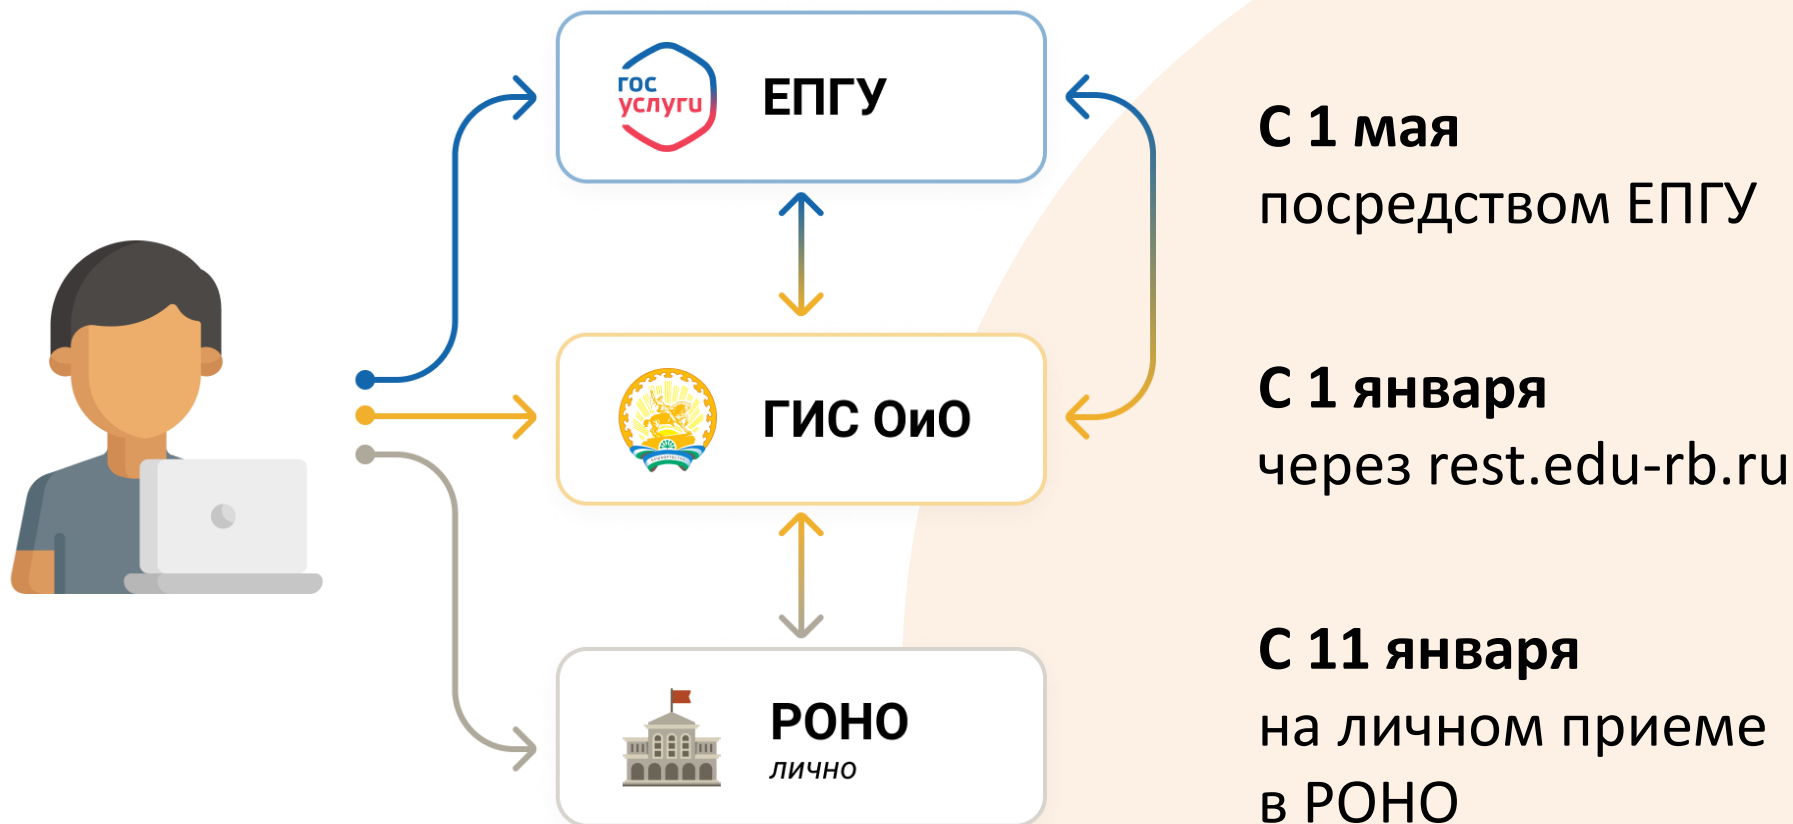 гос
услуги
ЕПГУ
С 1 мая
посредством ЕПГУ
ГИС ОиО
С 1 января
через rest.edu-rb.ru
РОНО
лично
С 11 января
на личном приеме
в РОНО